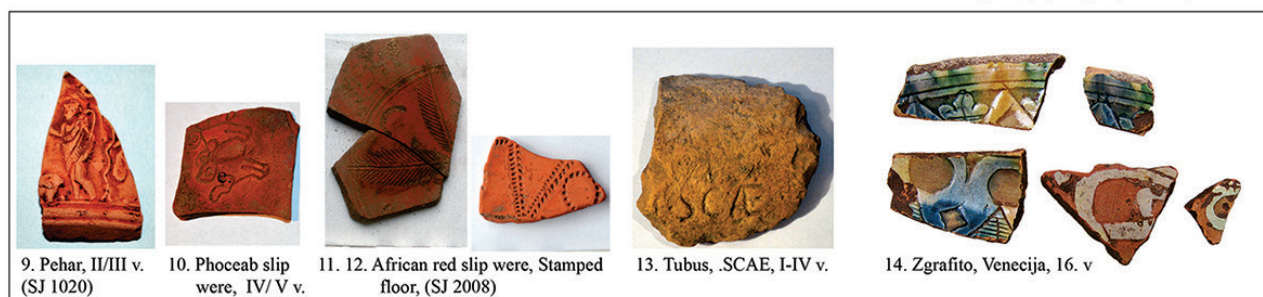 9. Pehar, II/III v.
(SJ 1020)
10. Phoceab slip
were, IV/ V v.
11. 12. African red slip were, Stamped
floor, (SJ 2008)
13. Tubus, .SCAE, I-IV v.
14. Zgrafito, Venecija, 16. v
SCAE